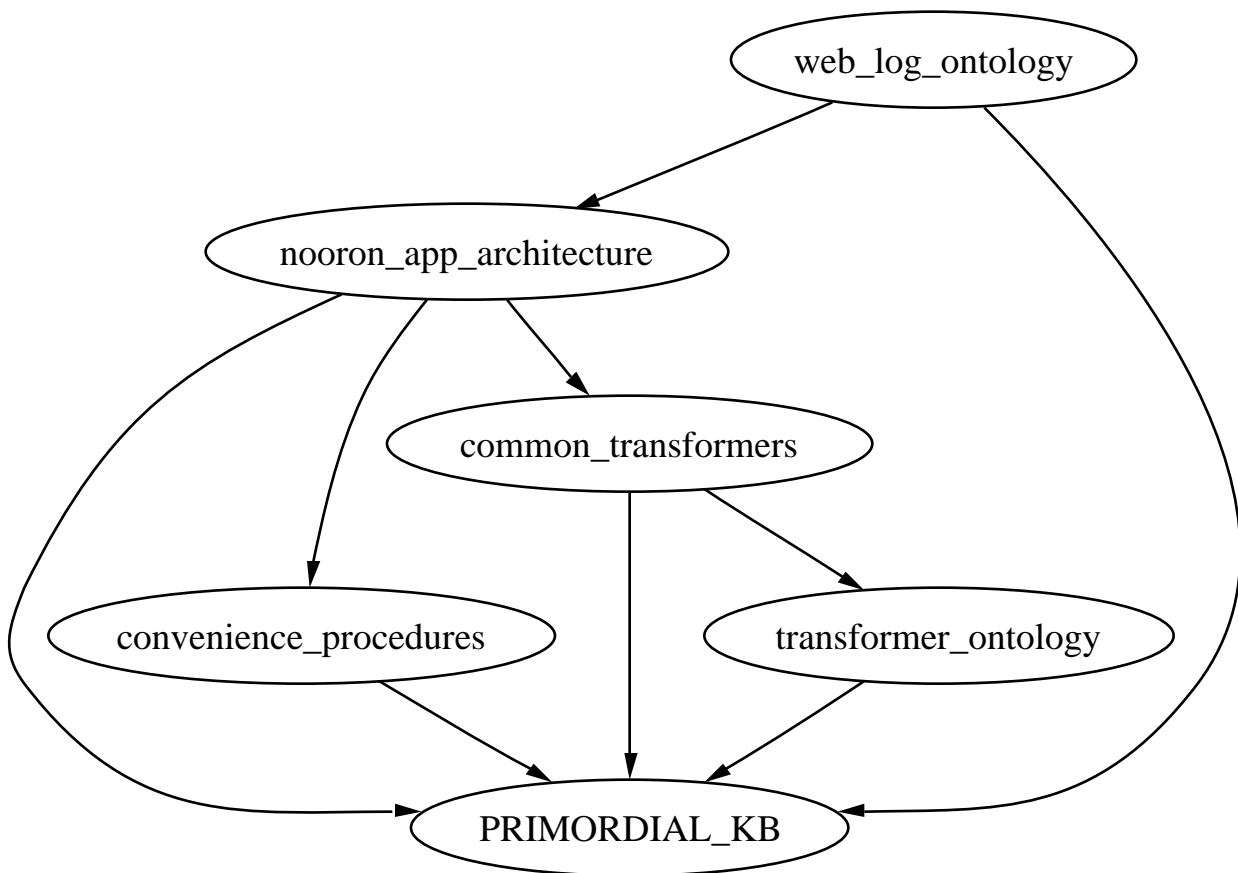 web_log_ontology
nooron_app_architecture
common_transformers
convenience_procedures
transformer_ontology
PRIMORDIAL_KB